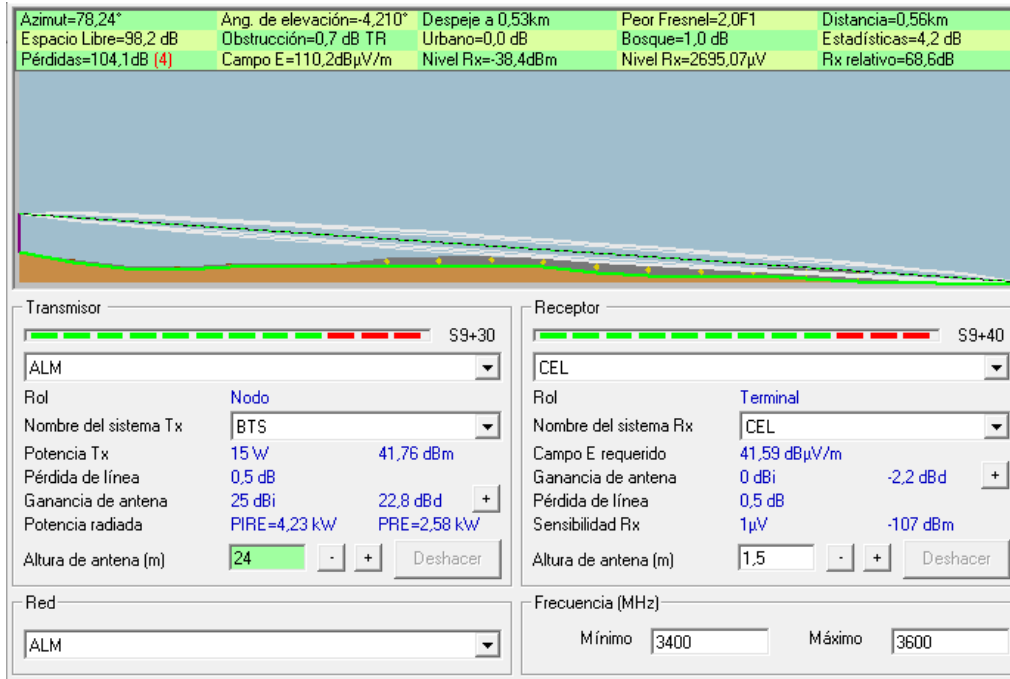 Azimut=78,24° Ang. de elevación=-4,210° Despeje a 0,53km Peor Fresnel=2,0F1 Distancia=0,56km
Espacio Libre=98,2 dB Obstrucción=0,7 dB TR Urbano=0,0 dB Bosque=1,0 dB Estadísticas=4,2 dB
Pérdidas=104,1dB (4) Campo E=110,2dBµV/m Nivel Rx=-38,4dBm Nivel Rx=2695,07µV Rx relativo=68,6dB
Transmisor
S9+30
ALM
Rol Nodo
Nombre del sistema Tx BTS
Potencia Tx 15 W 41,76 dBm
Pérdida de línea 0,5 dB
Ganancia de antena 25 dBi 22,8 dBd +
Potencia radiada PIRE=4,23 kW PRE=2,58 kW
Altura de antena (m) 24 - + Deshacer
Receptor
S9+40
CEL
Rol Terminal
Nombre del sistema Rx CEL
Campo E requerido 41,59 dBµV/m
Ganancia de antena 0 dBi -2,2 dBd +
Pérdida de línea 0,5 dB
Sensibilidad Rx 1µV -107 dBm
Altura de antena (m) 1,5 - + Deshacer
Red
ALM
Frecuencia (MHz)
Mínimo 3400 Máximo 3600